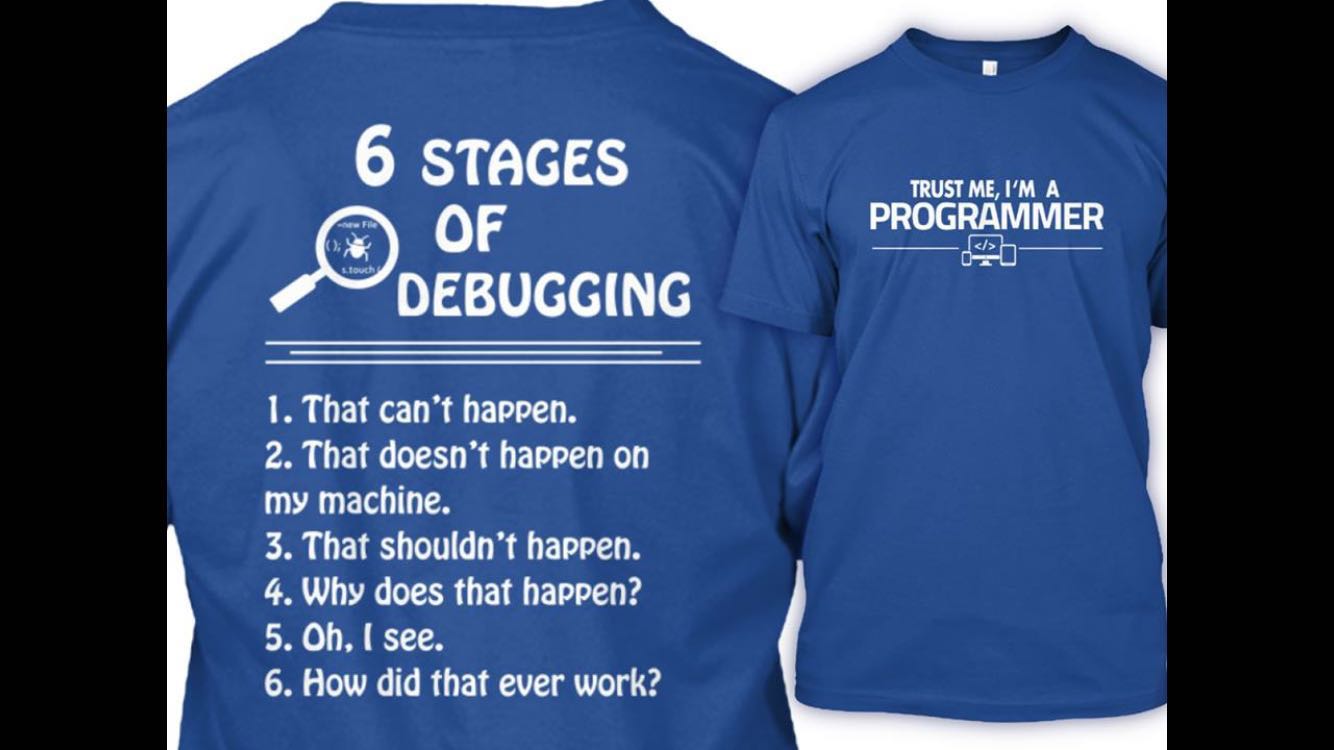 6 STAGES
OF
DEBUGGING
~new File
();
s.touch
1. That can't happen.
2. That doesn't happen on
my machine.
3. That shouldn't happen.
4. Why does that happen?
5. Oh, I see.
6. How did that ever work?
TRUST ME, I'M A
PROGRAMMER
</>